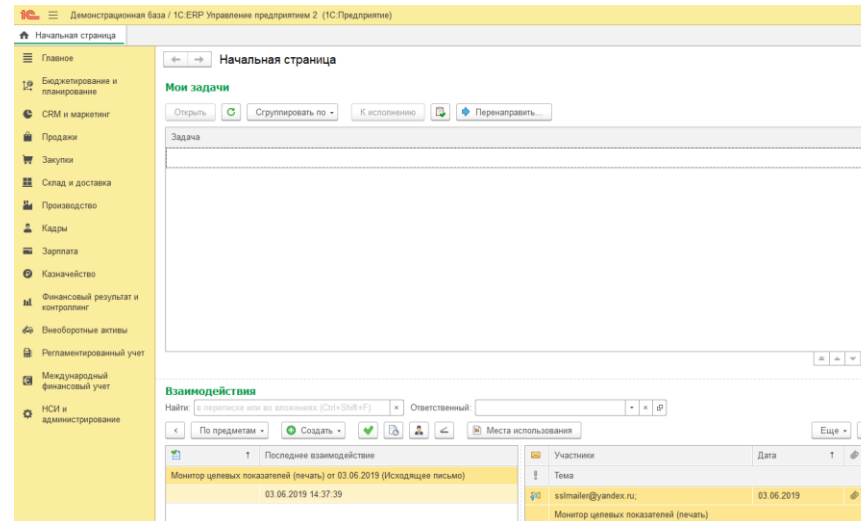 1С Демонстрационная база / 1С:ERP Управление предприятием 2 (1С:Предприятие)
Начальная страница
Главное
Бюджетирование и
планирование
CRM и маркетинг
Продажи
Закупки
Склад и доставка
Производство
Кадры
Зарплата
Казначейство
Финансовый результат и
контроллинг
Внеоборотные активы
Регламентированный учет
Международный
финансовый учет
НСИ и
администрирование
Начальная страница
Мои задачи
Открыть Сгруппировать по К исполнению Перенаправить...
Задача
Взаимодействия
Найти: в переписке или во вложениях (Ctrl+Shift+F) × Ответственный:
По предметам Создать Места использования Еще
Последнее взаимодействие
Монитор целевых показателей (печать) от 03.06.2019 (Исходящее письмо)
03.06.2019 14:37:39
Участники Дата
Тема
sslmailer@yandex.ru; 03.06.2019
Монитор целевых показателей (печать)